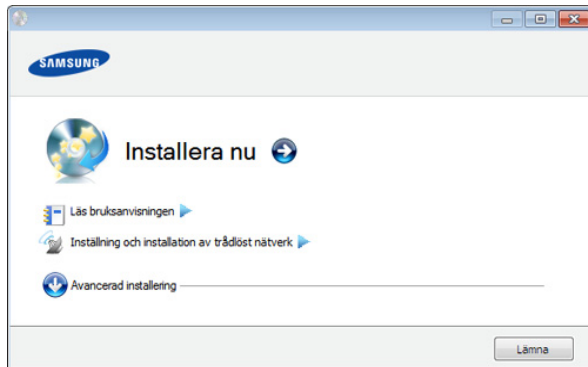 SAMSUNG
Installera nu
Läs bruksanvisningen
Inställning och installation av trådlöst nätverk
Avancerad installering
Lämna